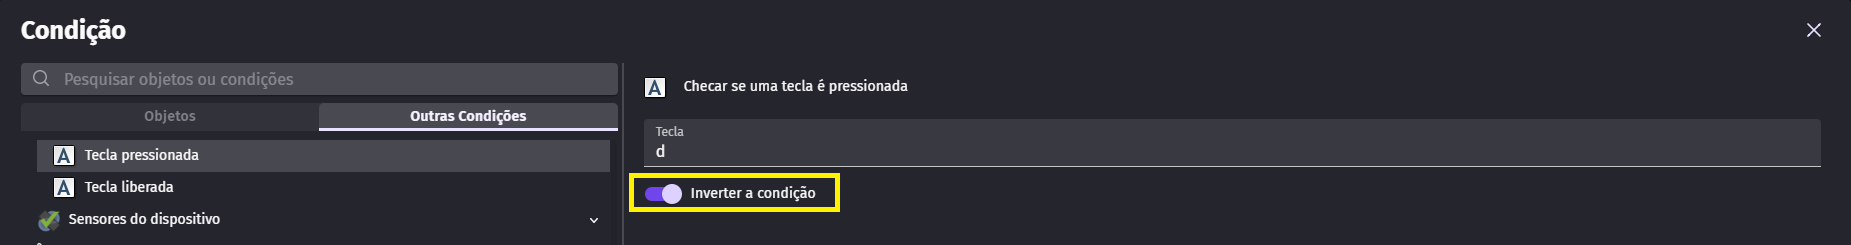 Condição
Pesquisar objetos ou condições
Objetos
Outras Condições
Tecla pressionada
Tecla liberada
Sensores do dispositivo
Checar se uma tecla é pressionada
Tecla
d
Inverter a condição